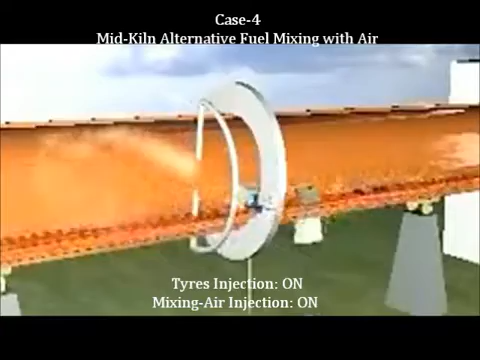 Case-4
Mid-Kiln Alternative Fuel Mixing with Air
Tyres Injection: ON
Mixing-Air Injection: ON